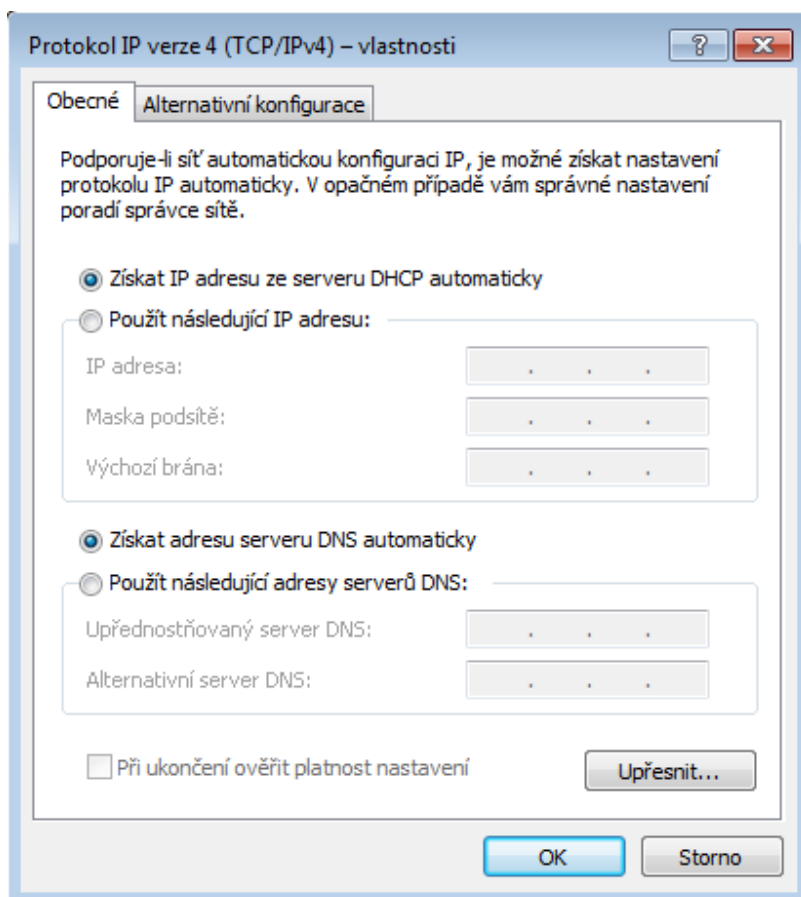 Protokol IP verze 4 (TCP/IPv4) – vlastnosti
Obecné
Alternativní konfigurace
Podporuje-li síť automatickou konfiguraci IP, je možné získat nastavení
protokolu IP automaticky. V opačném případě vám správné nastavení
poradí správce sítě.
Získat IP adresu ze serveru DHCP automaticky
Použít následující IP adresu:
IP adresa:
Maska podsítě:
Výchozí brána:
Získat adresu serveru DNS automaticky
Použít následující adresy serverů DNS:
Upřednostňovaný server DNS:
Alternativní server DNS:
Při ukončení ověřit platnost nastavení
Upřesnit...
OK
Storno